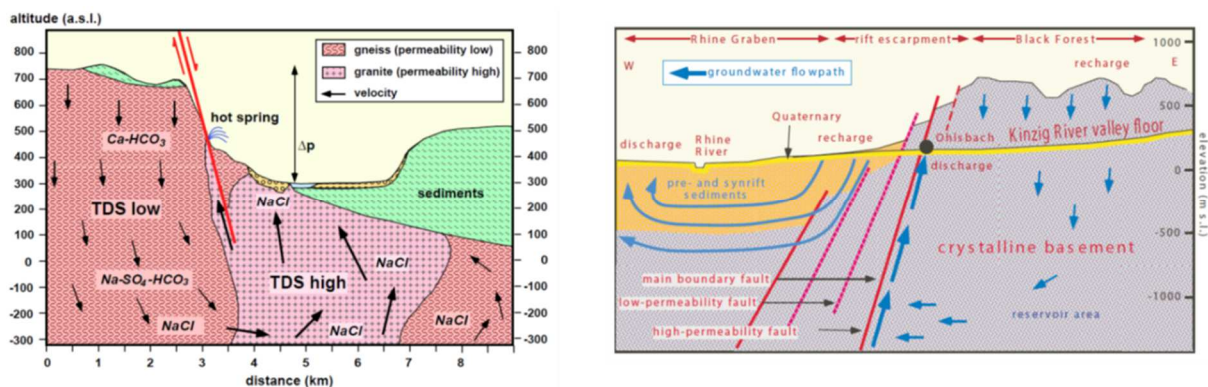 altitude (a.s.l.)
800
700
600
500
400
300
200
100
0
-100
-200
-300
gneiss (permeability low)
granite (permeability high)
velocity
hot spring
Δp
Ca-HCO₃
TDS low
Na-SO₄-HCO₃
NaCl
NaCl
NaCl
TDS high
NaCl
NaCl
NaCl
NaCl
sediments
800
700
600
500
400
300
200
100
0
-100
-200
-300
0 1 2 3 4 5 6 7 8
distance (km)
Rhine Graben
rift escarpment
Black Forest
W
groundwater flowpath
recharge
E
1000
500
0
-500
-1000
elevation (m s.l.)
Quaternary
Ohlsbach
Kinzig River valley floor
discharge
Rhine
River
recharge
discharge
pre- and synrift
sediments
crystalline basement
main boundary fault
low-permeability fault
high-permeability fault
reservoir area